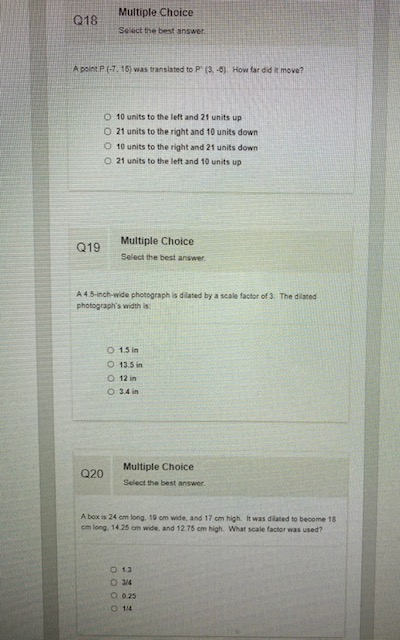 Q18
Multiple Choice
Select the best answer.
A point P (-7, 15) was translated to P' (3, -6). How far did it move?
10 units to the left and 21 units up
21 units to the right and 10 units down
10 units to the right and 21 units down
21 units to the left and 10 units up
Q19
Multiple Choice
Select the best answer.
A 4.5-inch-wide photograph is dilated by a scale factor of 3. The dilated
photograph's width is:
1.5 in
13.5 in
12 in
3.4 in
Q20
Multiple Choice
Select the best answer.
A box is 24 cm long, 19 cm wide, and 17 cm high. It was dilated to become 18
cm long, 14.25 cm wide, and 12.75 cm high. What scale factor was used?
1.3
3/4
0.25
1/4